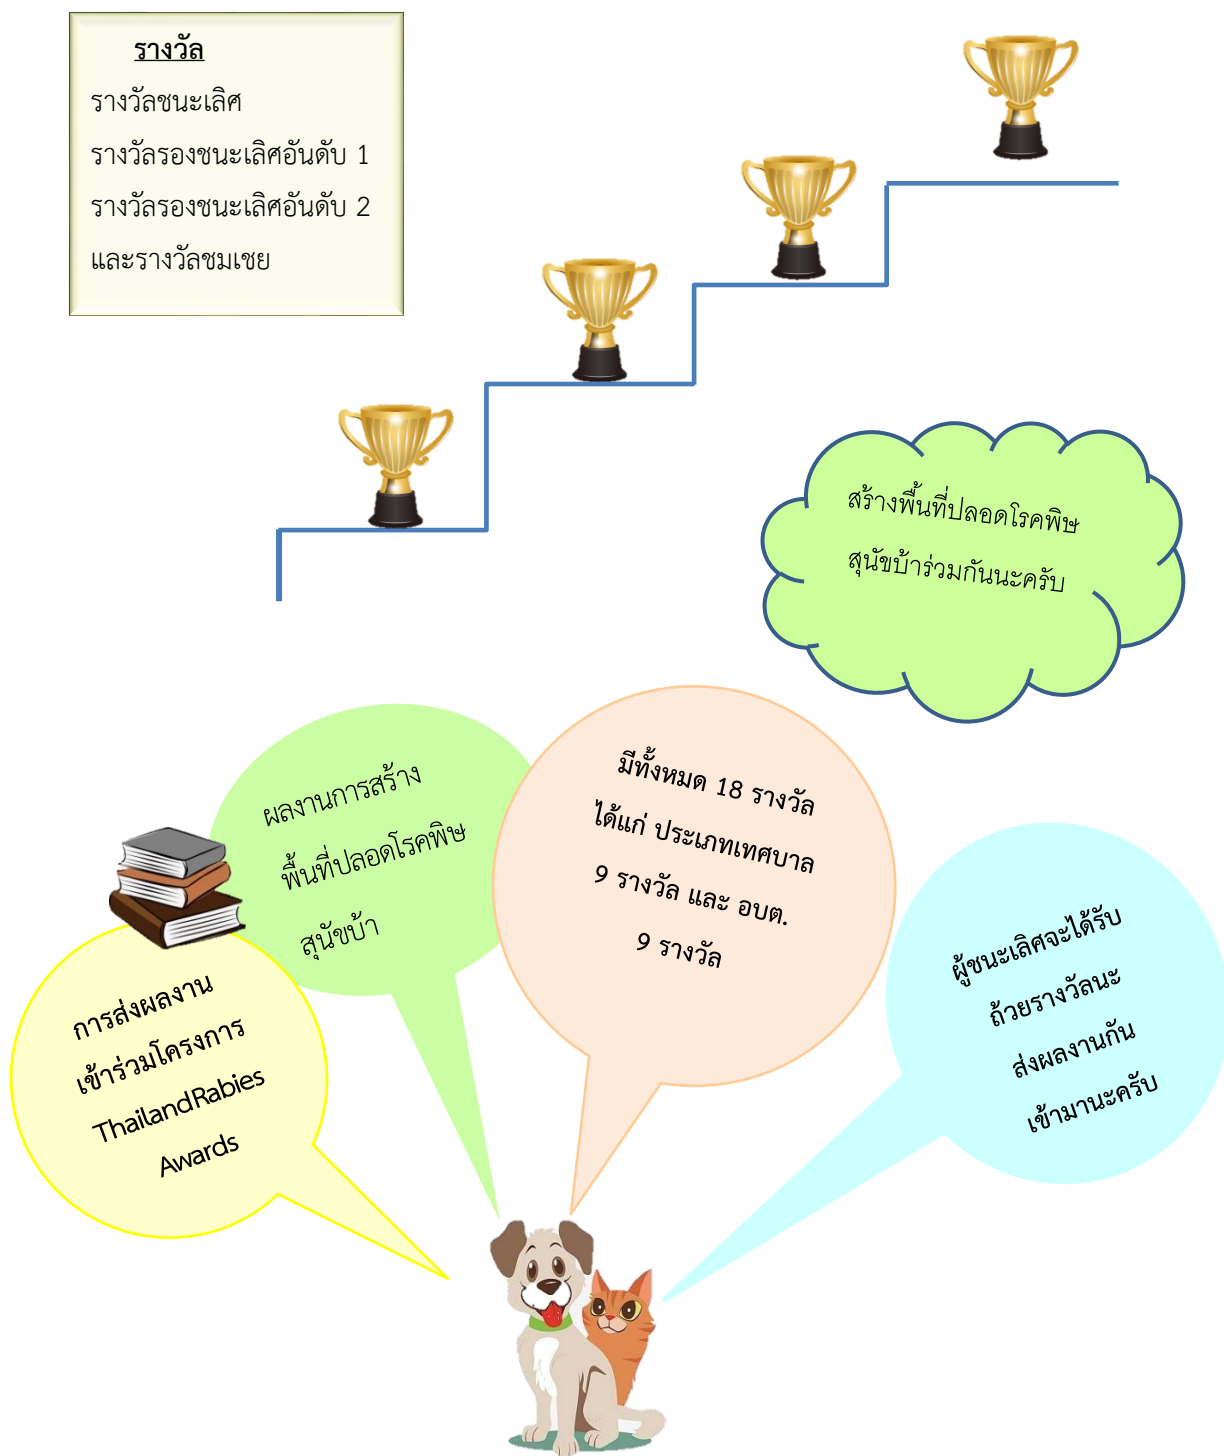 รางวัล
รางวัลชนะเลิศ
รางวัลรองชนะเลิศอันดับ 1
รางวัลรองชนะเลิศอันดับ 2
และรางวัลชมเชย
สร้างพื้นที่ปลอดโรคพิษ
สุนัขบ้าร่วมกันนะครับ
ผลงานการสร้าง
พื้นที่ปลอดโรคพิษ
สุนัขบ้า
มีทั้งหมด 18 รางวัล
ได้แก่ ประเภทเทศบาล
9 รางวัล และ อบต.
9 รางวัล
การส่งผลงาน
เข้าร่วมโครงการ
ThailandRabies
Awards
ผู้ชนะเลิศจะได้รับ
ถ้วยรางวัลนะ
ส่งผลงานกัน
เข้ามานะครับ